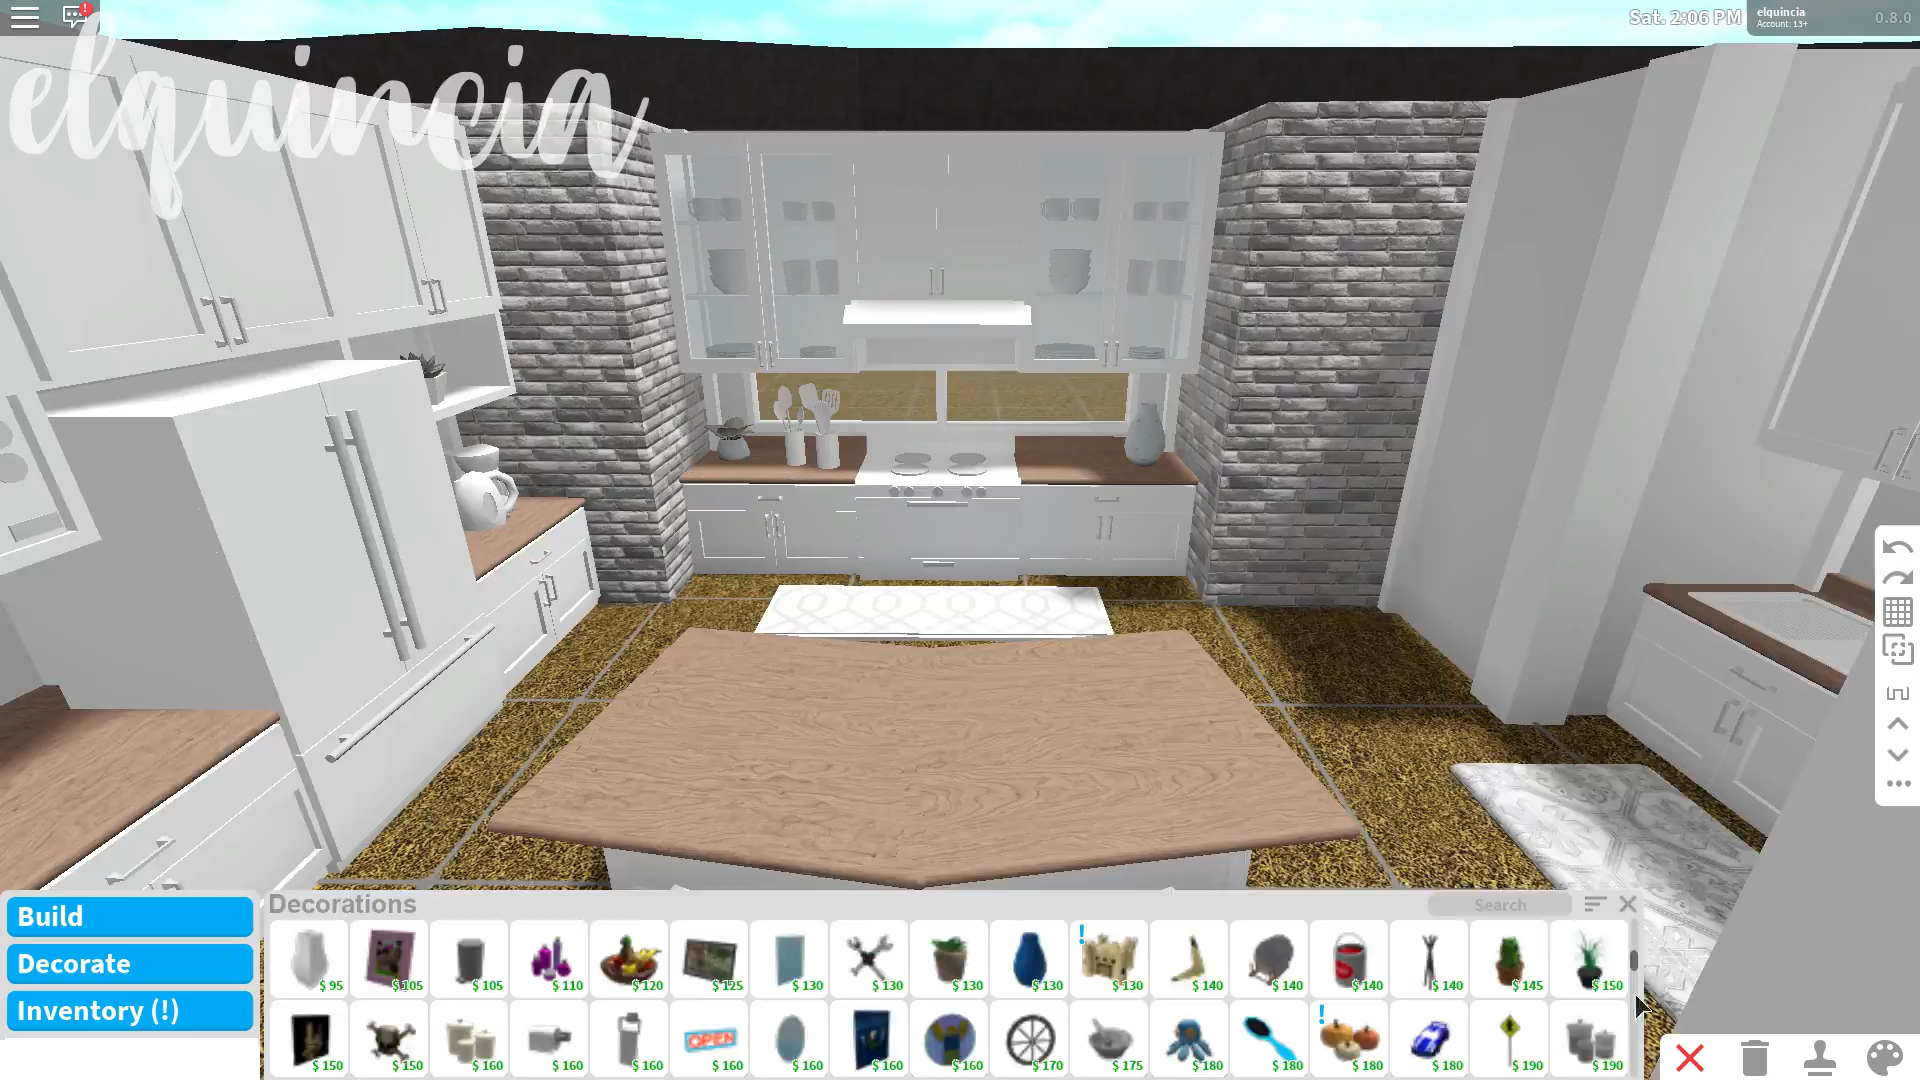 Sat. 2:06 PM
elquincia
Account: 13+
0.8.0
elquincia
Build
Decorate
Inventory (!)
Decorations
Search
$ 95 $ 105 $ 105 $ 110 $ 120 $ 125 $ 130 $ 130 $ 130 $ 130 ! $ 130 $ 140 $ 140 $ 140 $ 140 $ 145 $ 150
$ 150 $ 150 $ 160 $ 160 $ 160 OPEN $ 160 $ 160 $ 160 $ 160 $ 170 $ 175 $ 180 $ 180 ! $ 180 $ 180 $ 190 $ 190